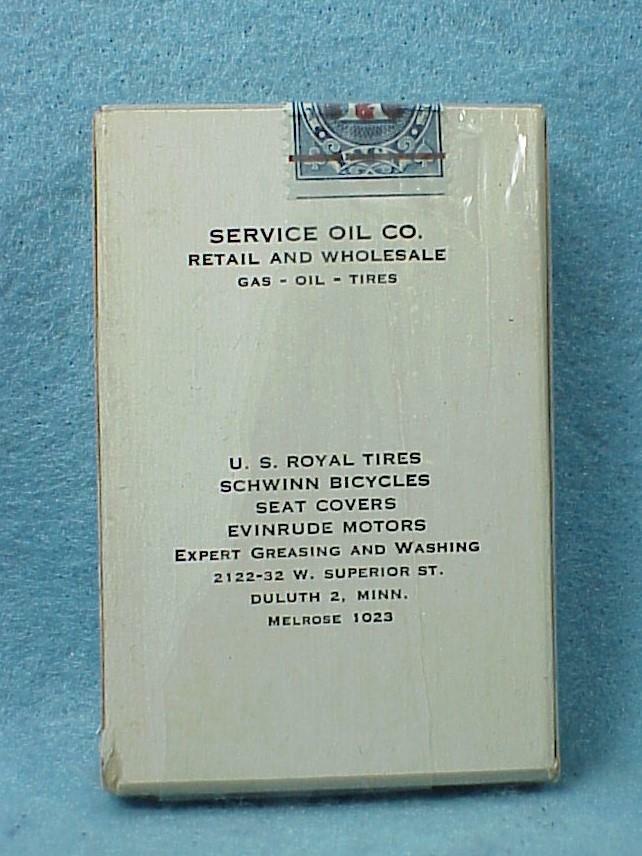 SERVICE OIL CO.
RETAIL AND WHOLESALE
GAS - OIL - TIRES
U. S. ROYAL TIRES
SCHWINN BICYCLES
SEAT COVERS
EVINRUDE MOTORS
EXPERT GREASING AND WASHING
2122-32 W. SUPERIOR ST.
DULUTH 2, MINN.
MELROSE 1023